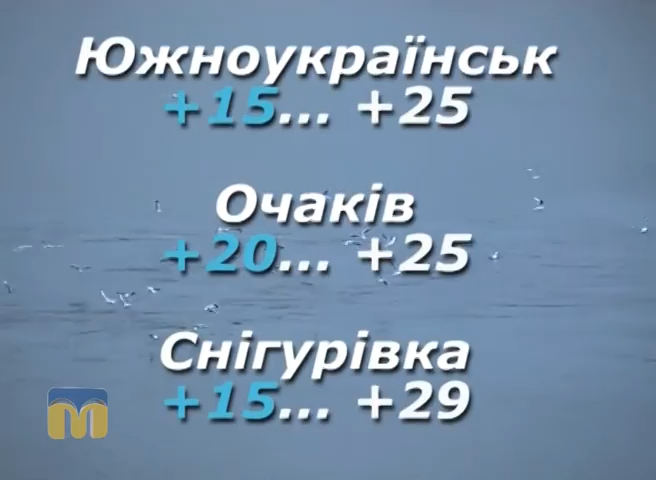 Южноукраїнськ
+15... +25
Очаків
+20... +25
Снігурівка
+15... +29